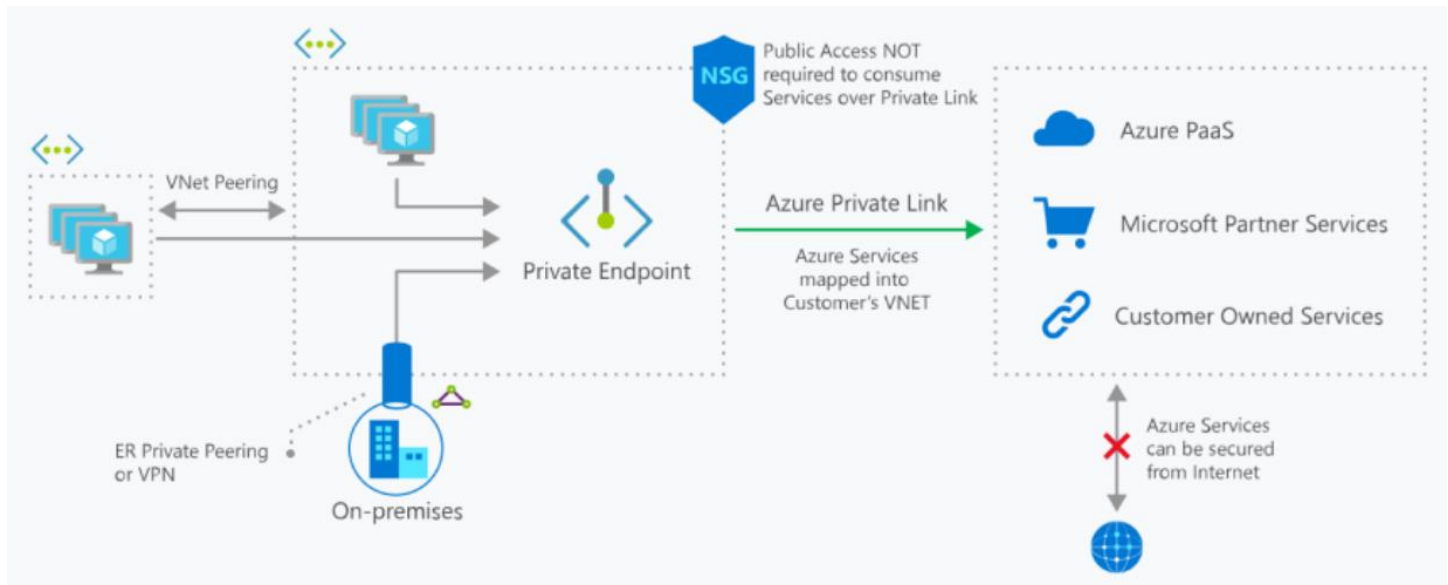 NSG
Public Access NOT
required to consume
Services over Private Link
VNet Peering
Private Endpoint
Azure Private Link
Azure Services
mapped into
Customer's VNET
Azure PaaS
Microsoft Partner Services
Customer Owned Services
ER Private Peering
or VPN
On-premises
Azure Services
can be secured
from Internet